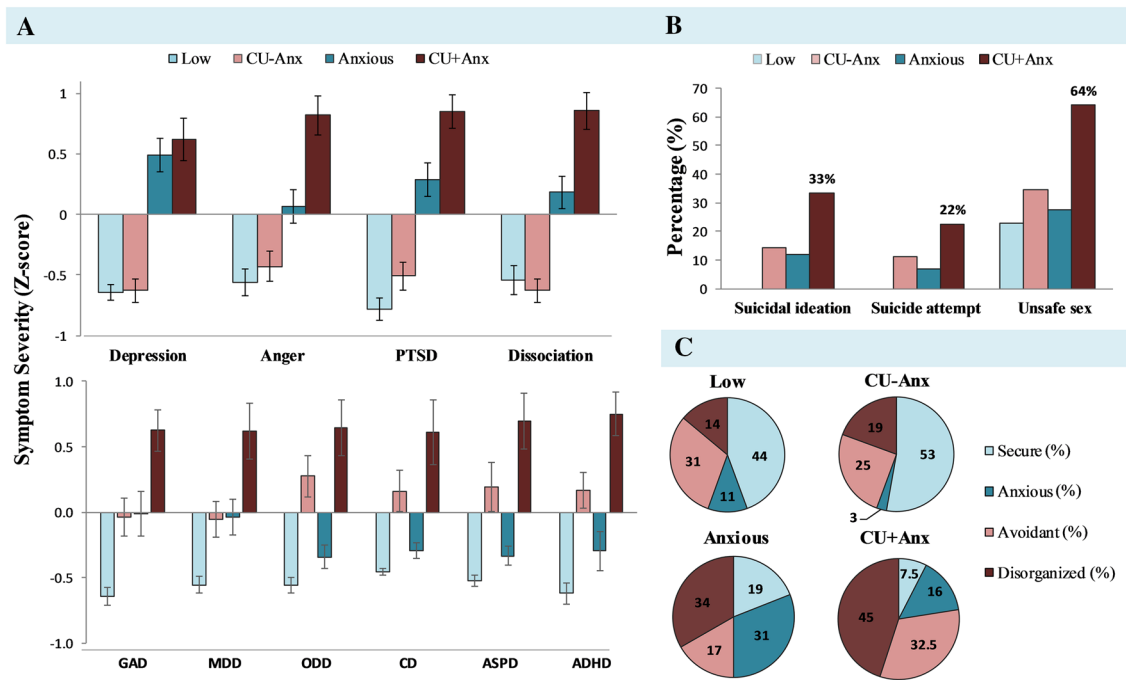 A
Low CU-Anx Anxious CU+Anx
Symptom Severity (Z-score)
1
0.5
0
-0.5
-1
Depression Anger PTSD Dissociation
1.0
0.5
0.0
-0.5
-1.0
GAD MDD ODD CD ASPD ADHD
B
Low CU-Anx Anxious CU+Anx
Percentage (%)
70
60
50
40
30
20
10
0
33%
22%
64%
Suicidal ideation Suicide attempt Unsafe sex
C
Low
14
44
31
11
CU-Anx
19
53
25
3
Anxious
34
19
17
31
CU+Anx
7.5
16
45
32.5
Secure (%)
Anxious (%)
Avoidant (%)
Disorganized (%)